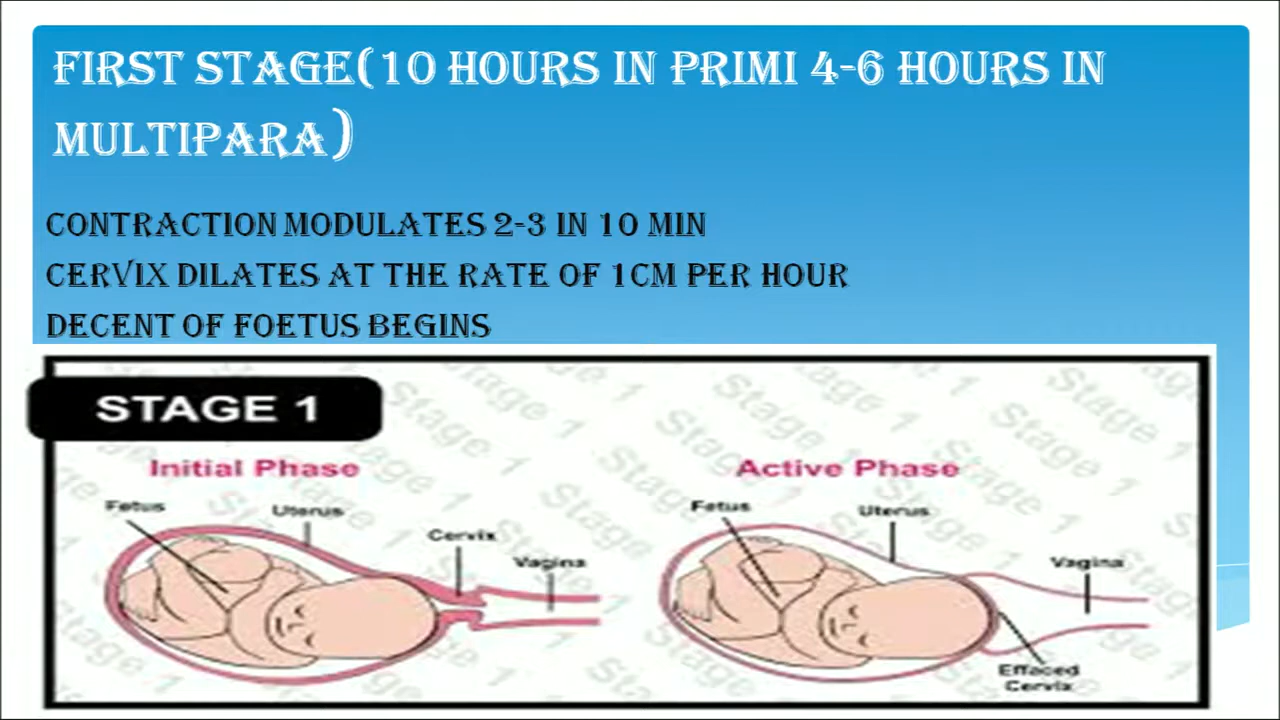 FIRST STAGE(10 HOURS IN PRIMI 4-6 HOURS IN
MULTIPARA)
CONTRACTION MODULATES 2-3 IN 10 MIN
CERVIX DILATES AT THE RATE OF 1CM PER HOUR
DECENT OF FOETUS BEGINS
STAGE 1
Initial Phase
Active Phase
Fetus
Uterus
Cervix
Vagina
Fetus
Uterus
Vagina
Effaced
Cervix
Stage 1